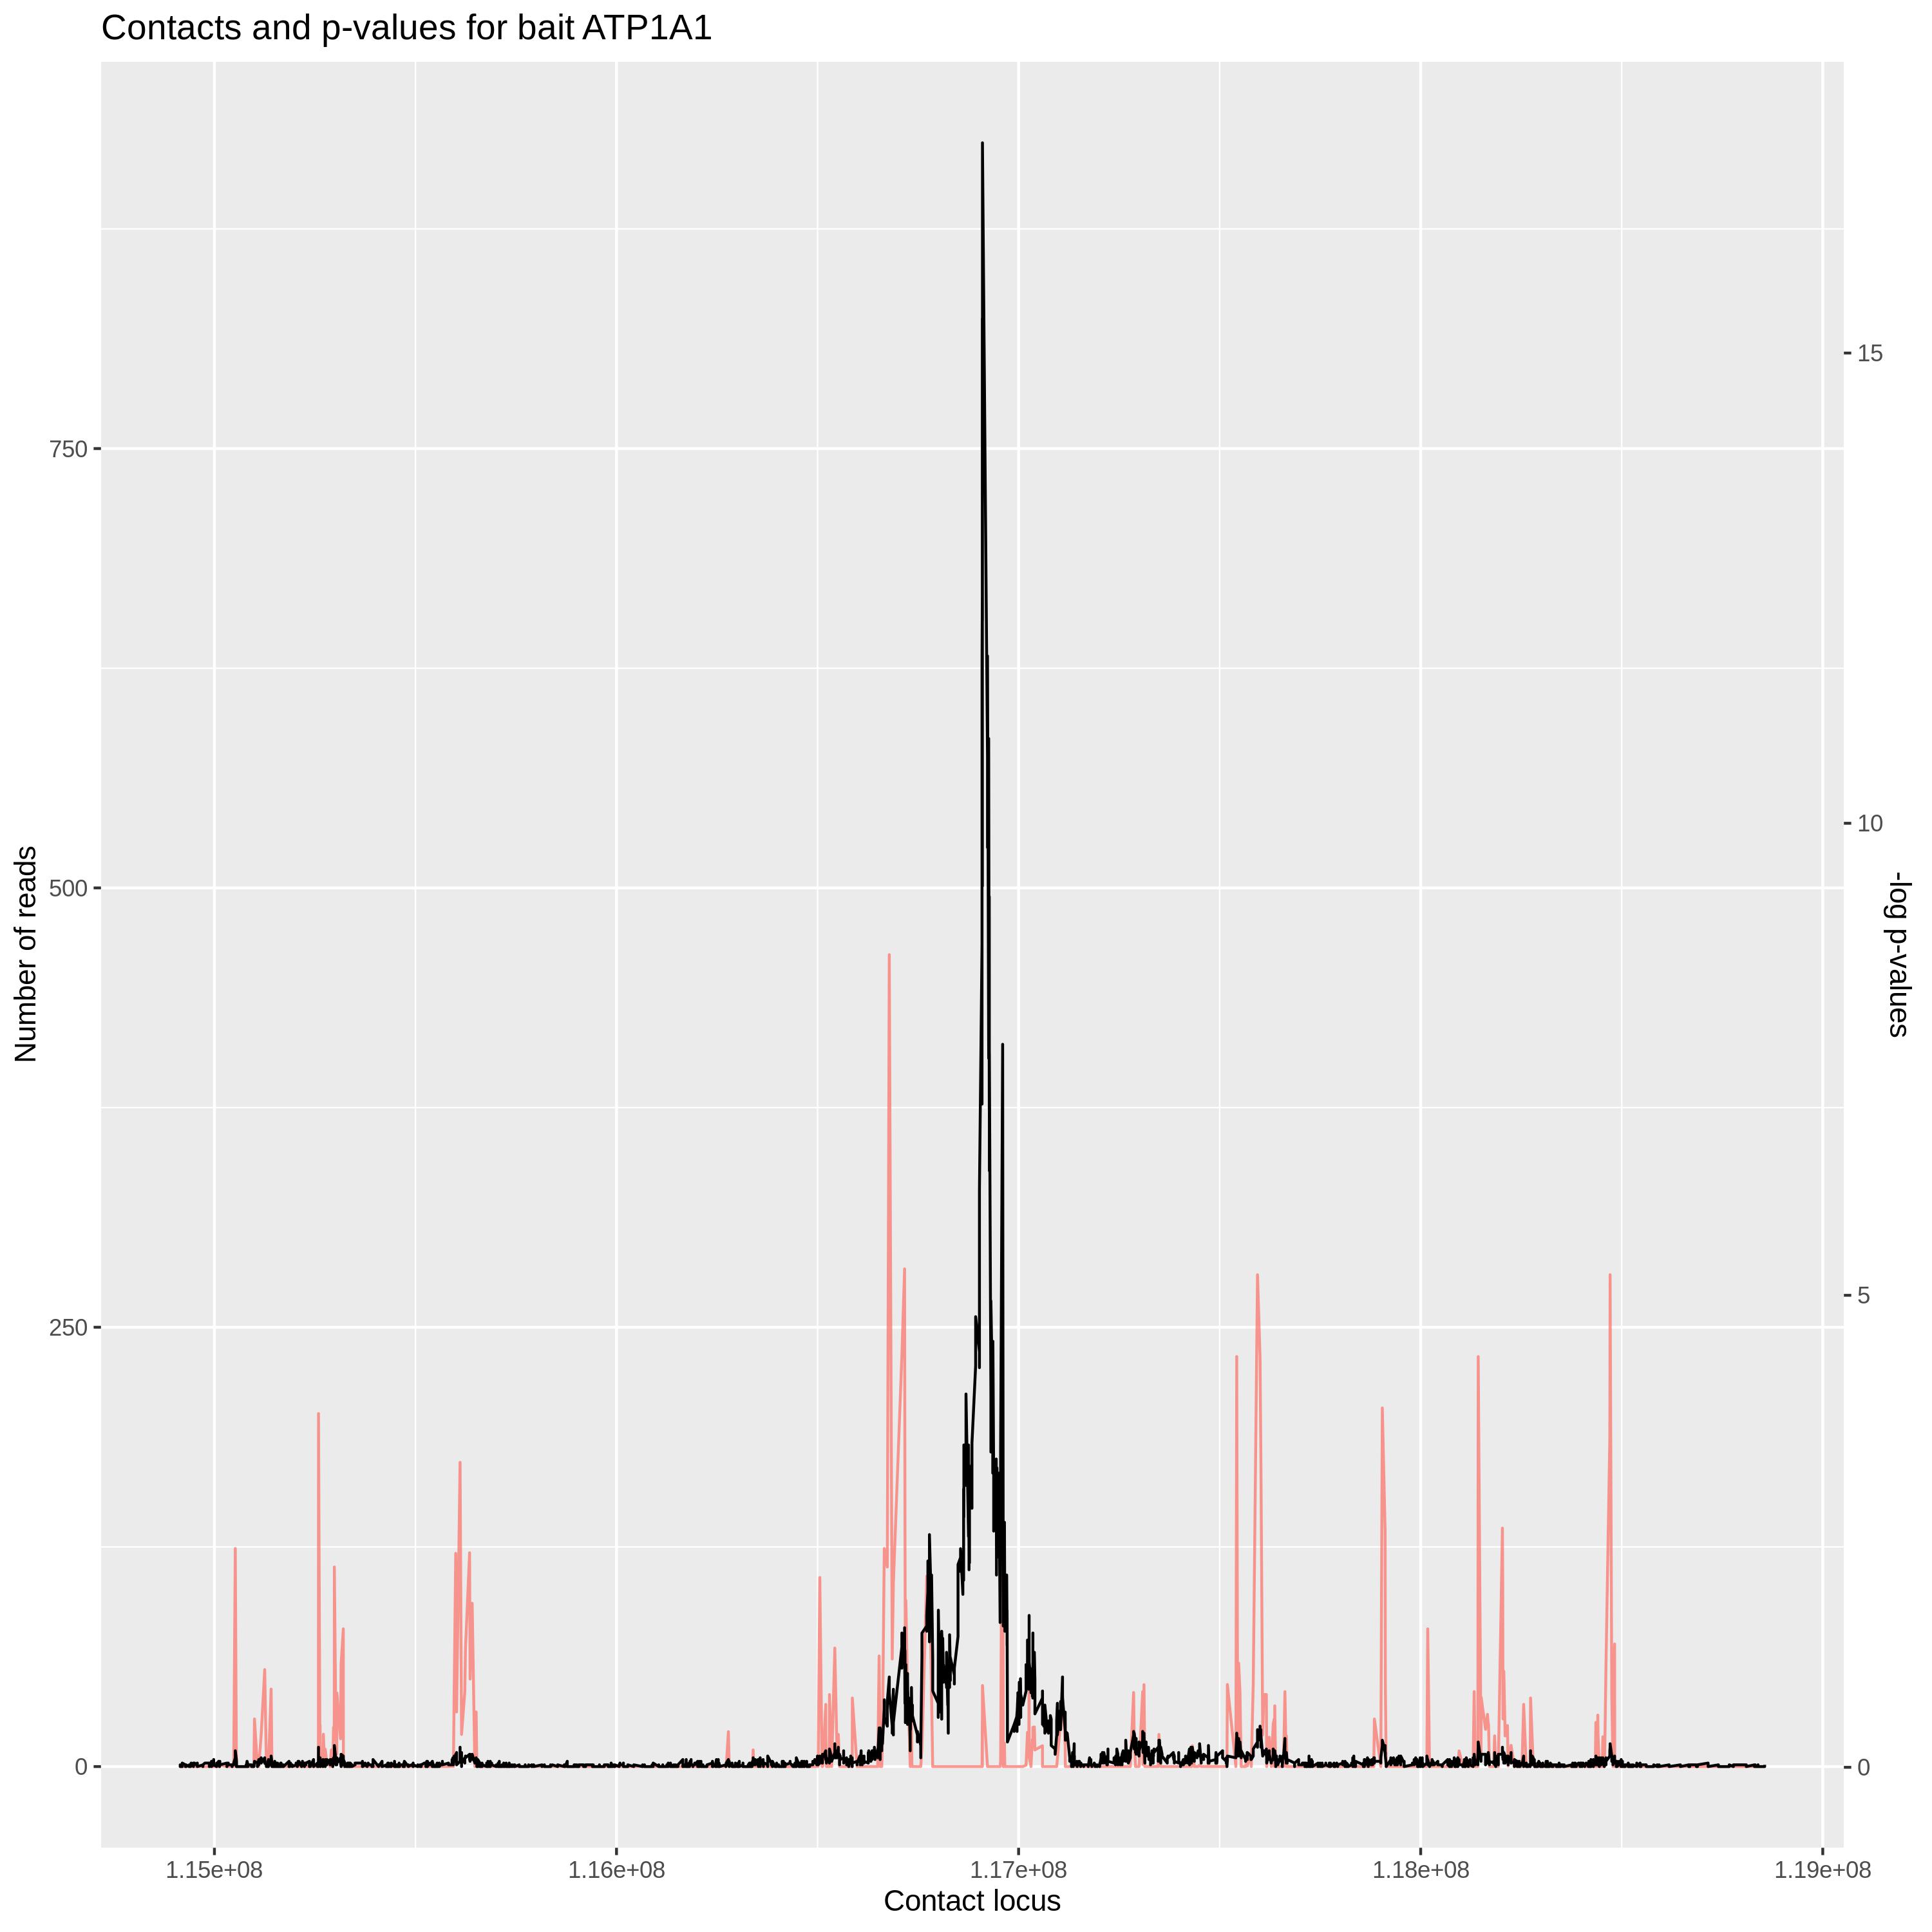 Contacts and p-values for bait ATP1A1
Number of reads
750
500
250
0
15
10
5
0
-log p-values
1.15e+08
1.16e+08
1.17e+08
1.18e+08
1.19e+08
Contact locus